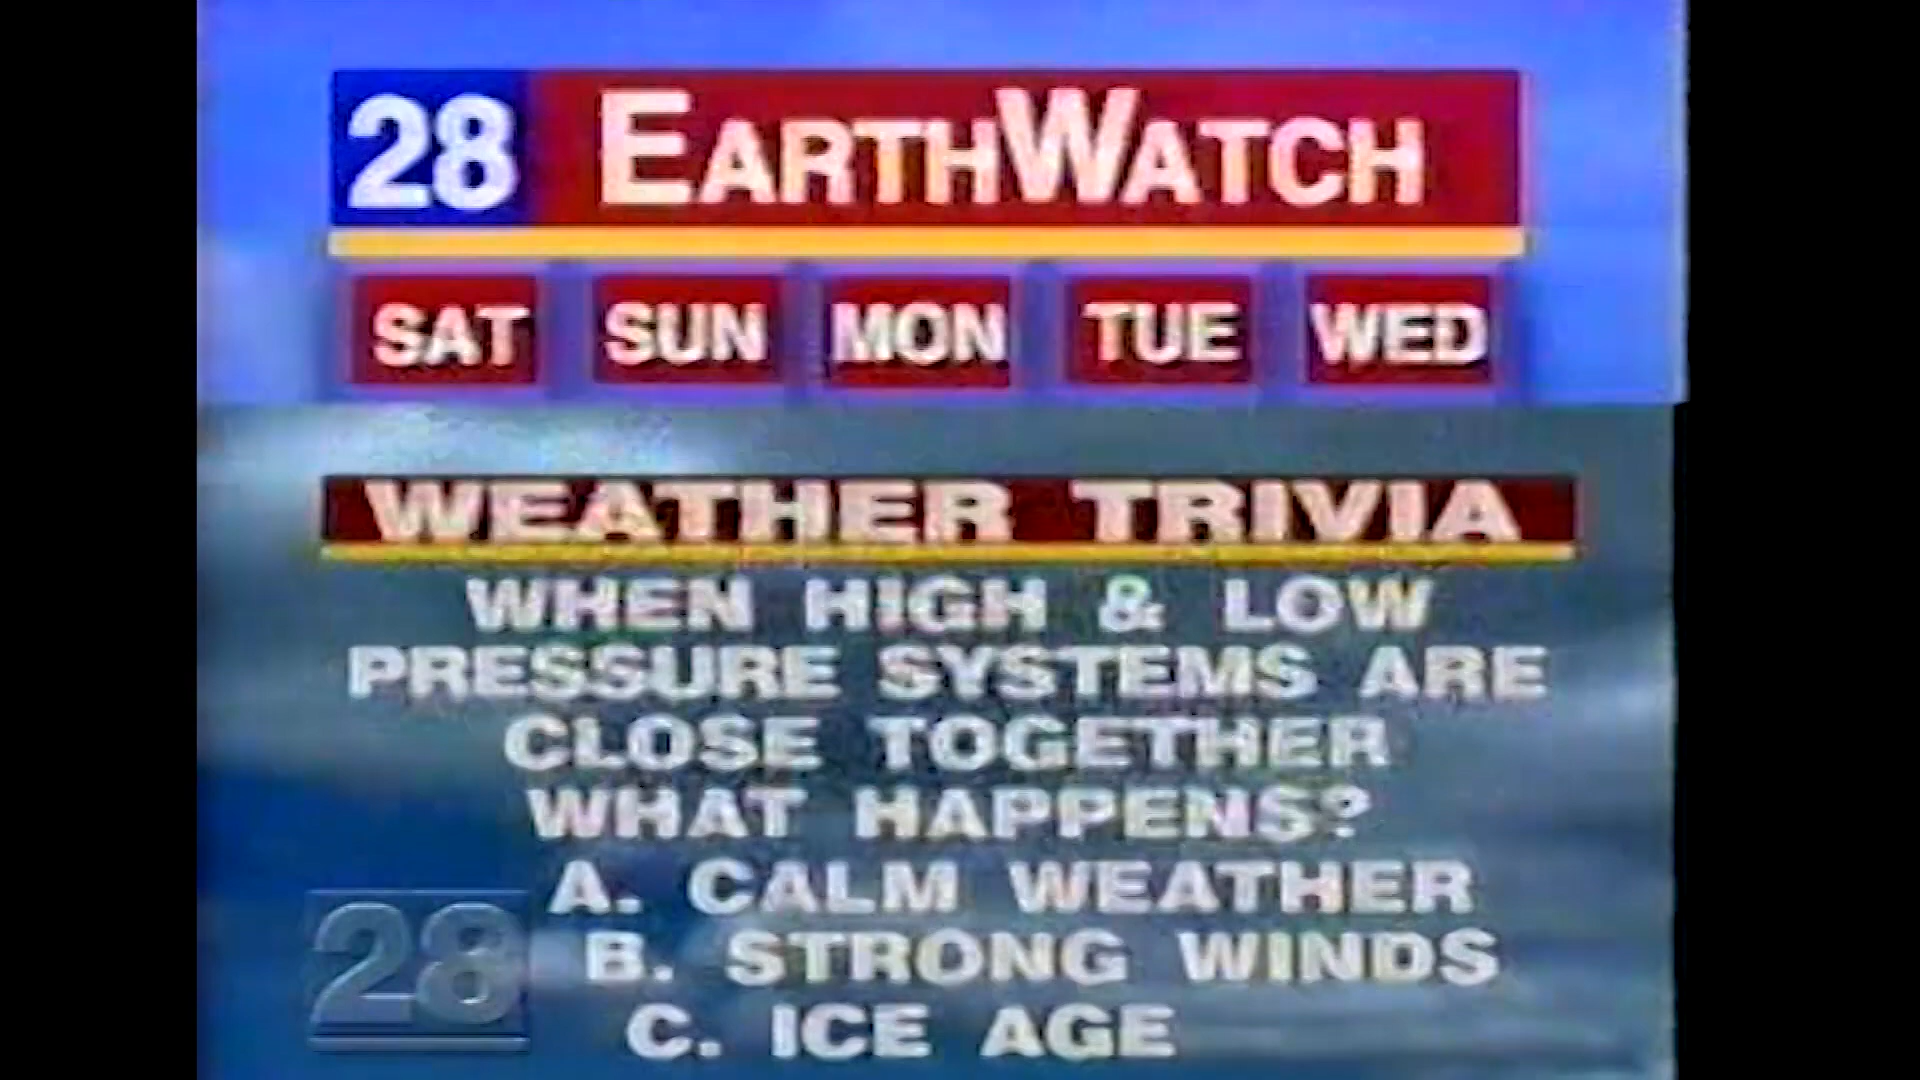 28 EARTHWATCH
SAT SUN MON TUE WED
WEATHER TRIVIA
WHEN HIGH & LOW
PRESSURE SYSTEMS ARE
CLOSE TOGETHER
WHAT HAPPENS?
A. CALM WEATHER
B. STRONG WINDS
C. ICE AGE
28